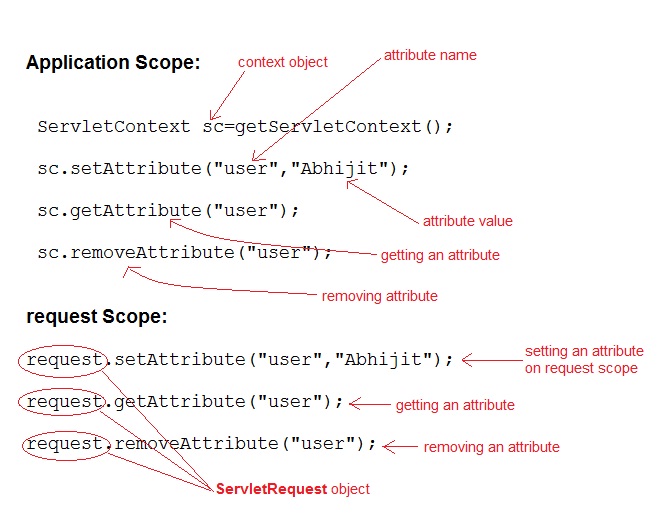 Application Scope:
context object
attribute name
ServletContext sc=getServletContext();
sc.setAttribute("user","Abhijit");
sc.getAttribute("user");
attribute value
sc.removeAttribute("user");
getting an attribute
removing attribute
request Scope:
request.setAttribute("user","Abhijit");
setting an attribute
on request scope
request.getAttribute("user");
getting an attribute
request.removeAttribute("user");
removing an attribute
ServletRequest object